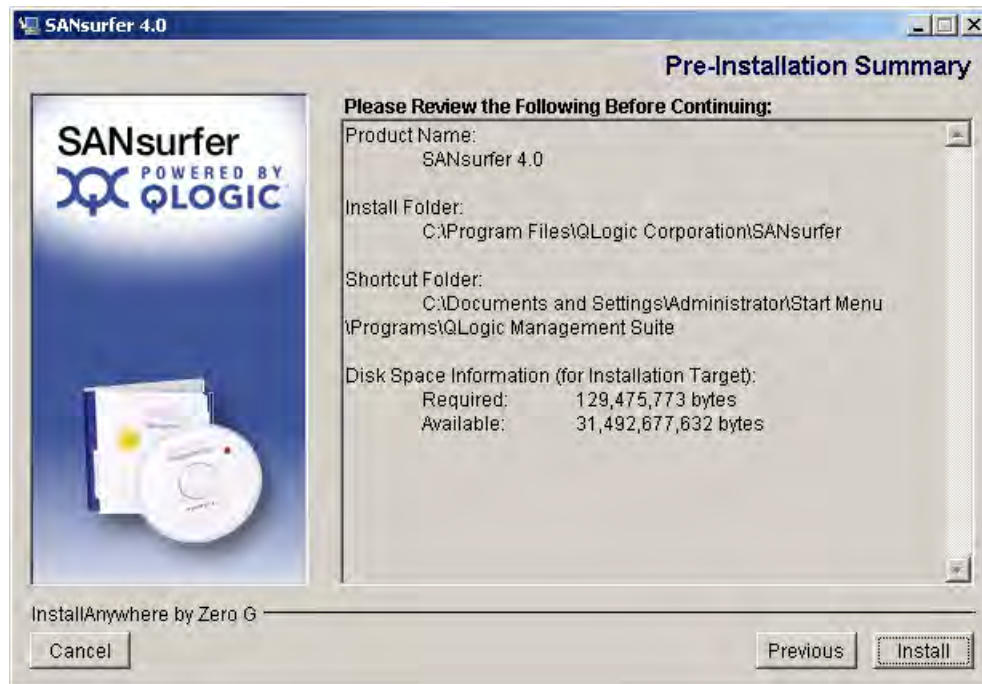 SANsurfer 4.0
Pre-Installation Summary
SANsurfer
POWERED BY
QLOGIC
Please Review the Following Before Continuing:
Product Name:
SANsurfer 4.0
Install Folder:
C:\Program Files\QLogic Corporation\SANsurfer
Shortcut Folder:
C:\Documents and Settings\Administrator\Start Menu
\Programs\QLogic Management Suite
Disk Space Information (for Installation Target):
Required: 129,475,773 bytes
Available: 31,492,677,632 bytes
InstallAnywhere by Zero G
Cancel Previous Install